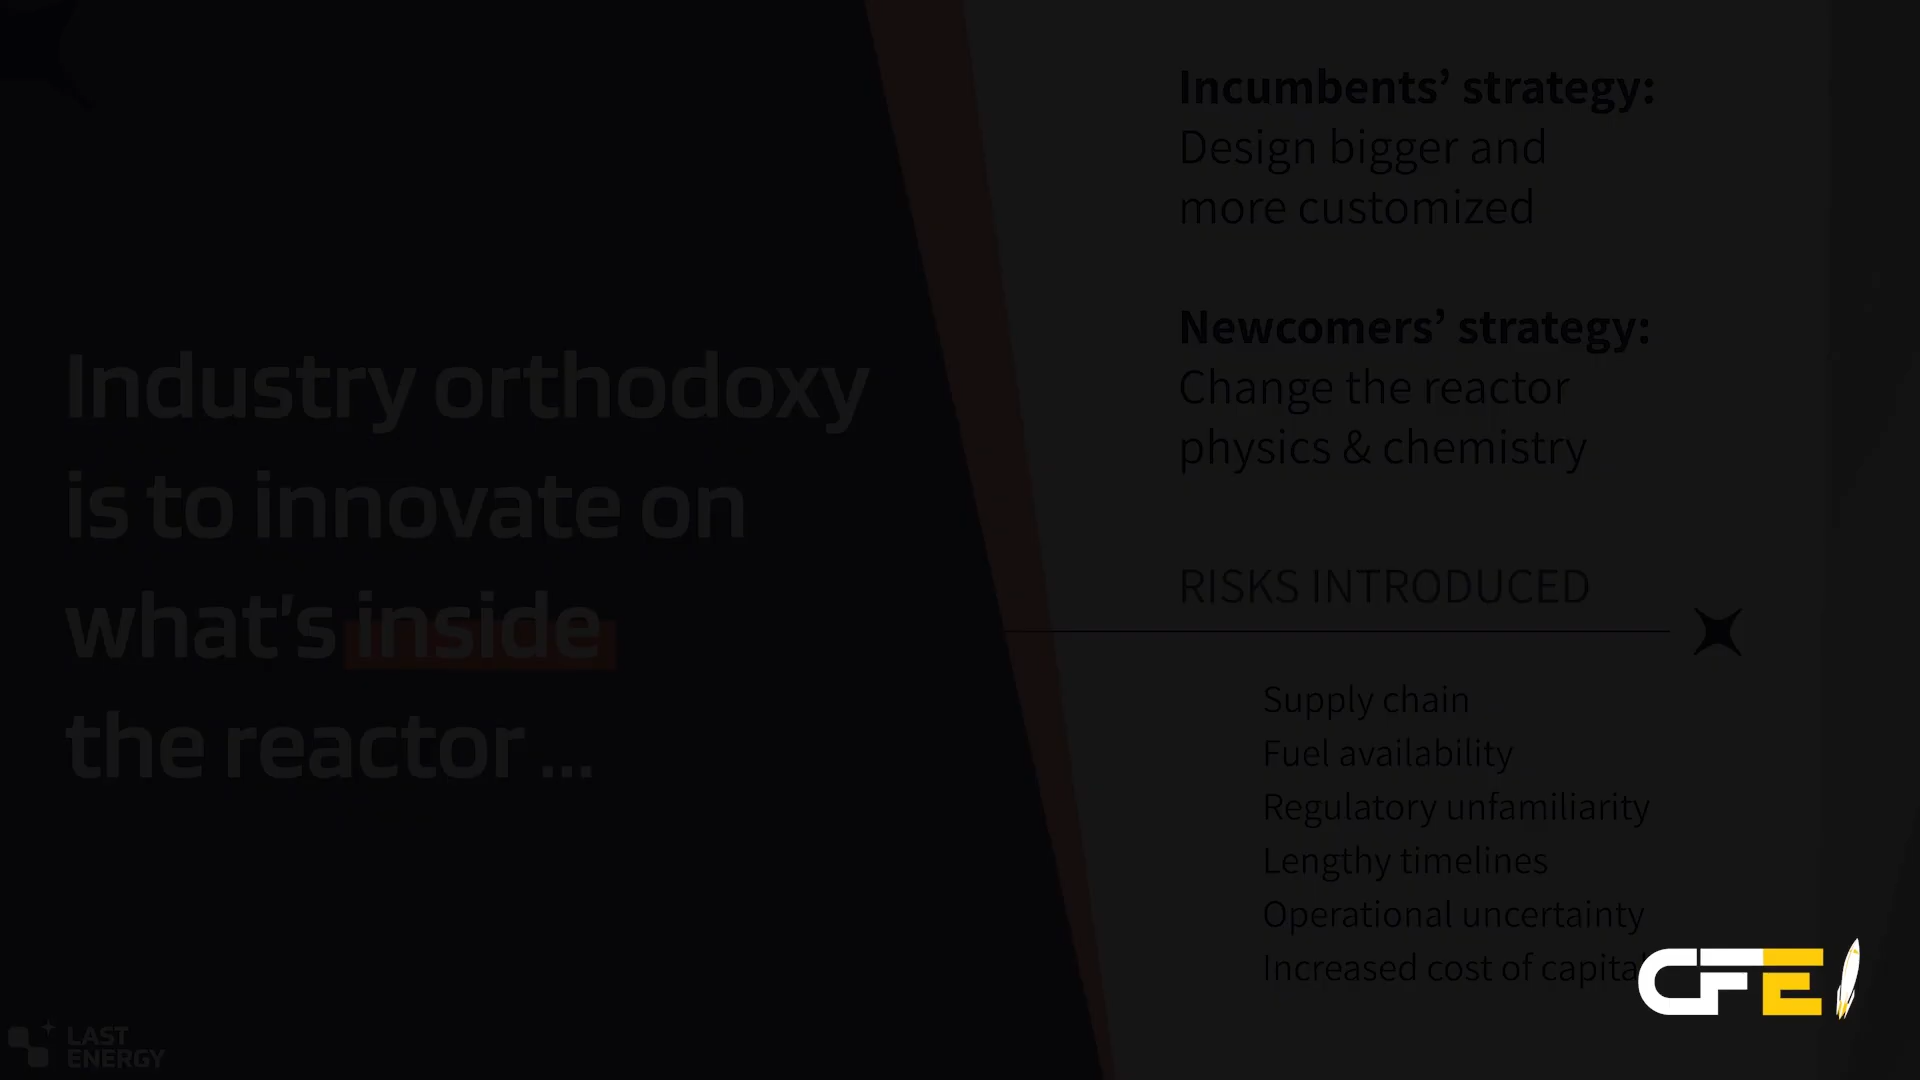 Industry orthodoxy
is to innovate on
what's inside
the reactor ...
Incumbents’ strategy:
Design bigger and
more customized
Newcomers’ strategy:
Change the reactor
physics & chemistry
RISKS INTRODUCED
Supply chain
Fuel availability
Regulatory unfamiliarity
Lengthy timelines
Operational uncertainty
Increased cost of capital
LAST
ENERGY
CFE